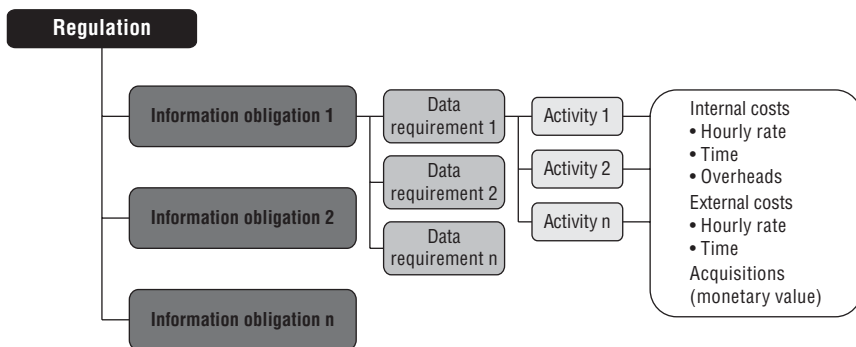 Regulation
Information obligation 1
Data
requirement 1
Activity 1
Internal costs
• Hourly rate
• Time
• Overheads
External costs
• Hourly rate
• Time
Acquisitions
(monetary value)
Data
requirement 2
Activity 2
Information obligation 2
Data
requirement n
Activity n
Information obligation n